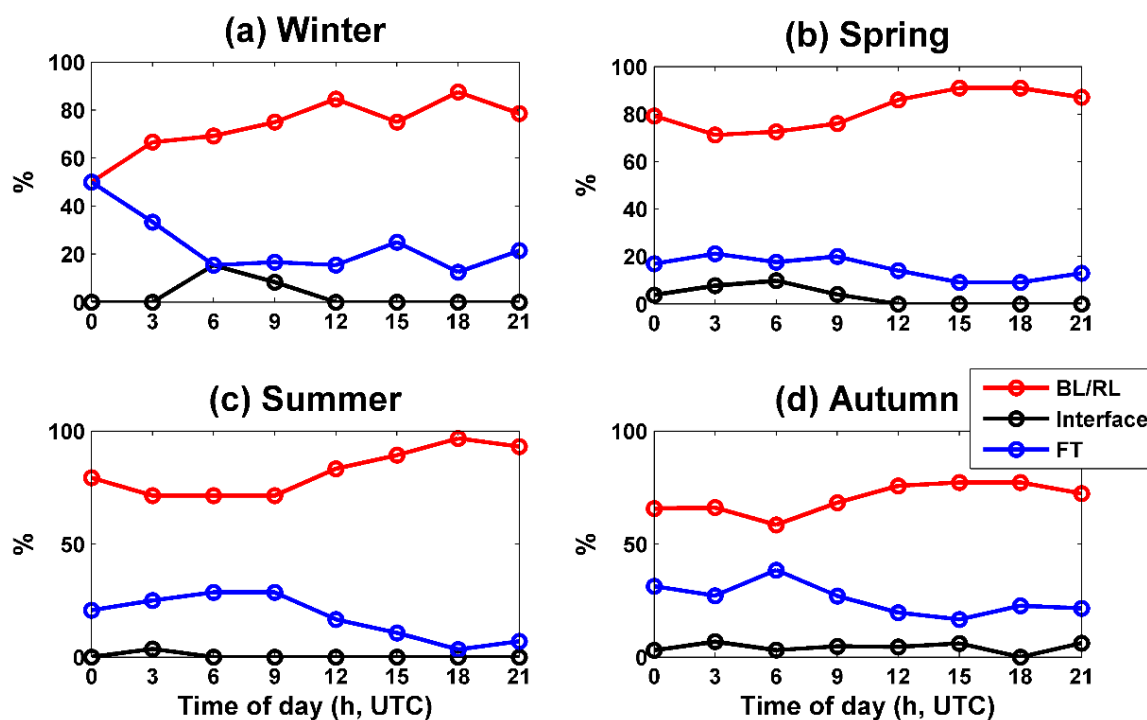 (a) Winter
100
80
60
40
20
0
%
0 3 6 9 12 15 18 21
(b) Spring
100
80
60
40
20
0
%
0 3 6 9 12 15 18 21
(c) Summer
100
50
0
%
0 3 6 9 12 15 18 21
Time of day (h, UTC)
(d) Autumn
100
50
0
%
0 3 6 9 12 15 18 21
Time of day (h, UTC)
BL/RL
Interface
FT